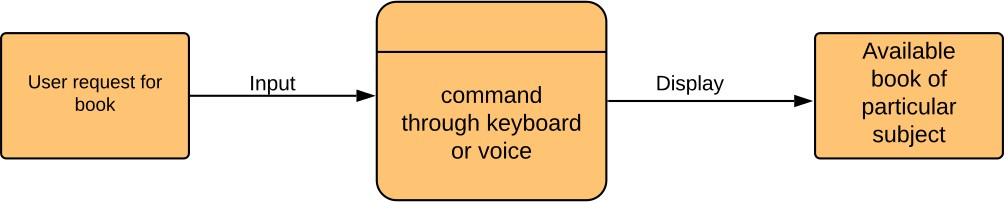 User request for
book
Input
command
through keyboard
or voice
Display
Available
book of
particular
subject